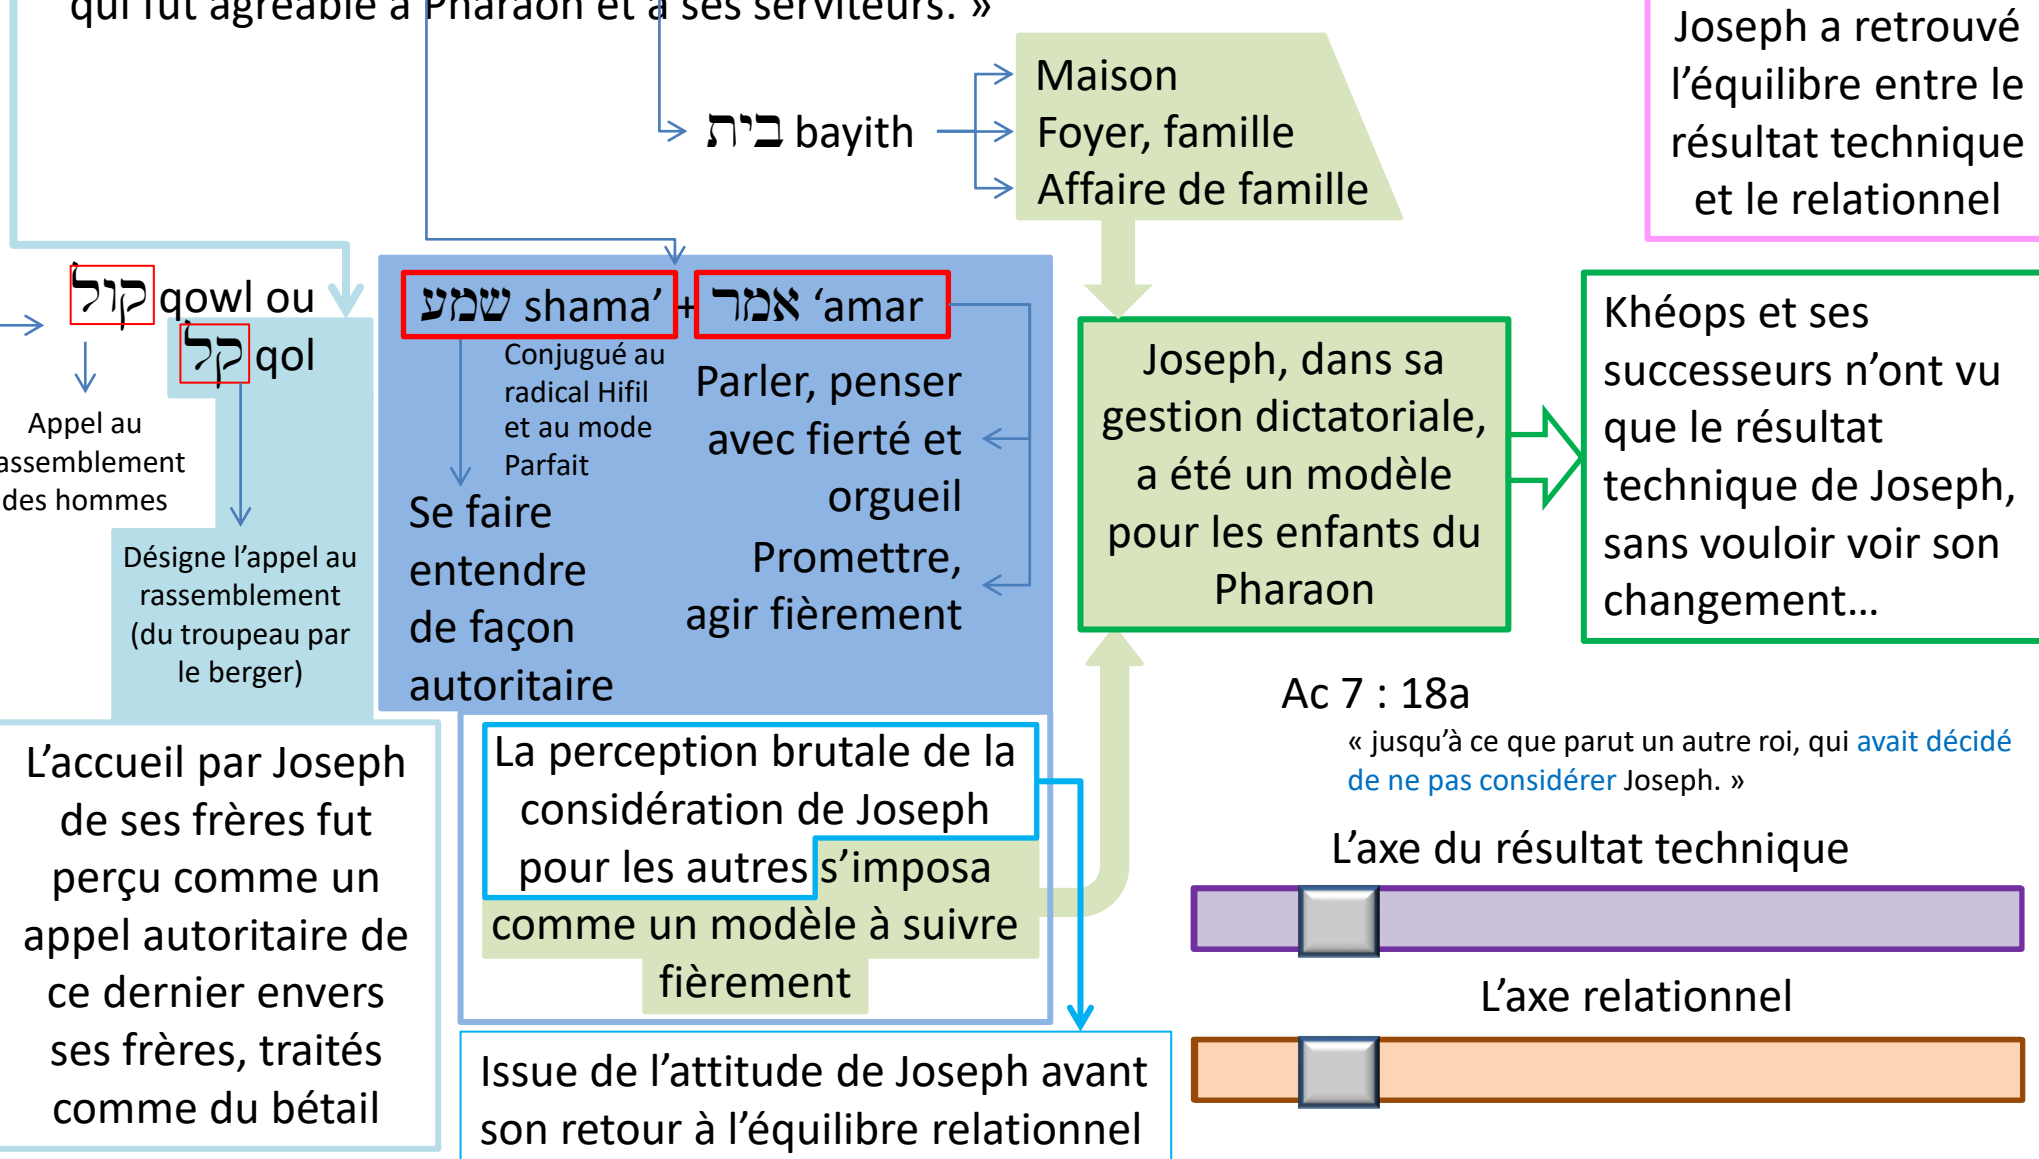 qui fut agréable à Pharaon et à ses serviteurs. »
Joseph a retrouvé
l’équilibre entre le
résultat technique
et le relationnel
בית bayith
Maison
Foyer, famille
Affaire de famille
קול qowl ou
קל qol
Appel au
rassemblement
des hommes
Désigne l’appel au
rassemblement
(du troupeau par
le berger)
L’accueil par Joseph
de ses frères fut
perçu comme un
appel autoritaire de
ce dernier envers
ses frères, traités
comme du bétail
שמע shama’ + אמר ‘amar
Conjugué au
radical Hifil
et au mode
Parfait
Se faire
entendre
de façon
autoritaire
Parler, penser
avec fierté et
orgueil
Promettre,
agir fièrement
La perception brutale de la
considération de Joseph
pour les autres s’imposa
comme un modèle à suivre
fièrement
Issue de l’attitude de Joseph avant
son retour à l’équilibre relationnel
Joseph, dans sa
gestion dictatoriale,
a été un modèle
pour les enfants du
Pharaon
Khéops et ses
successeurs n’ont vu
que le résultat
technique de Joseph,
sans vouloir voir son
changement…
Ac 7 : 18a
« jusqu’à ce que parut un autre roi, qui avait décidé
de ne pas considérer Joseph. »
L’axe du résultat technique
L’axe relationnel